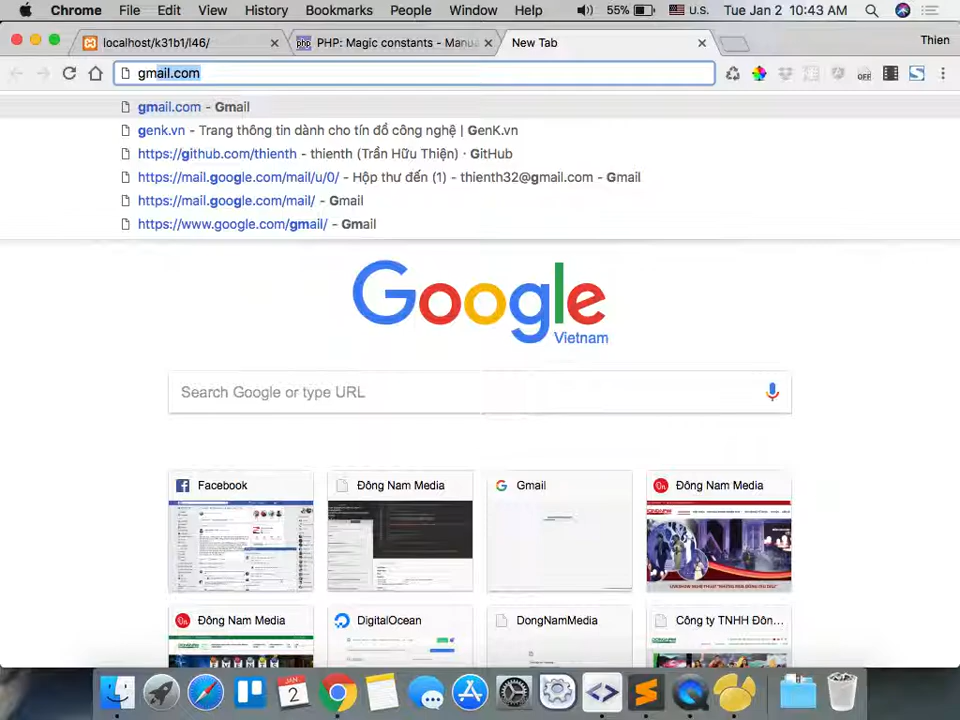 Chrome File Edit View History Bookmarks People Window Help 55% U.S. Tue Jan 2 10:43 AM
localhost/k31b1/l46/ PHP: Magic constants - Manua New Tab Thien
gmail.com
gmail.com - Gmail
genk.vn - Trang thông tin dành cho tín đồ công nghệ | GenK.vn
https://github.com/thienth - thienth (Trần Hữu Thiện) · GitHub
https://mail.google.com/mail/u/0/ - Hộp thư đến (1) - thienth32@gmail.com - Gmail
https://mail.google.com/mail/ - Gmail
https://www.google.com/gmail/ - Gmail
Google
Vietnam
Search Google or type URL
Facebook Đông Nam Media Gmail Đông Nam Media
Đông Nam Media DigitalOcean DongNamMedia Công ty TNHH Đôn...
JAN
2